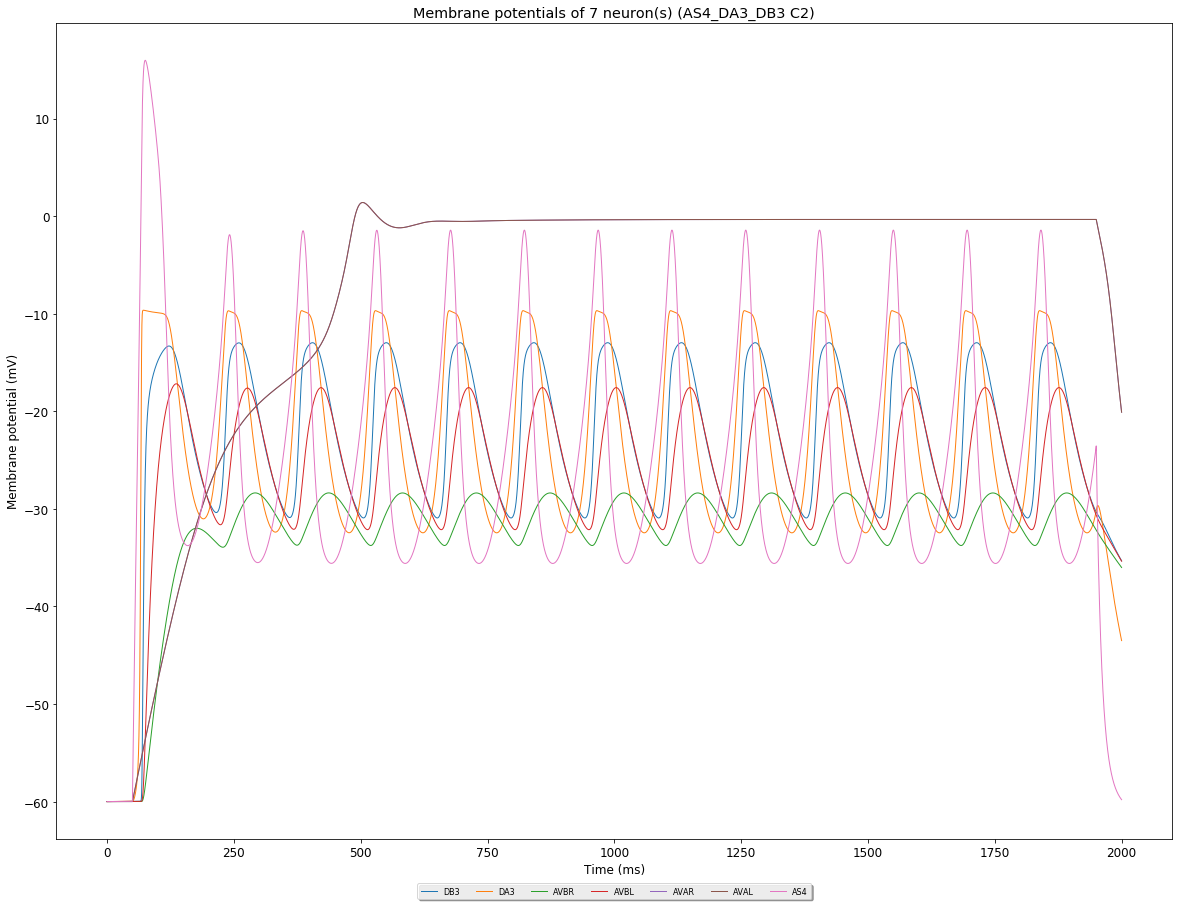 Membrane potentials of 7 neuron(s) (AS4_DA3_DB3 C2)
10
0
−10
−20
−30
−40
−50
−60
Membrane potential (mV)
0 250 500 750 1000 1250 1500 1750 2000
Time (ms)
DB3 DA3 AVBR AVBL AVAR AVAL AS4